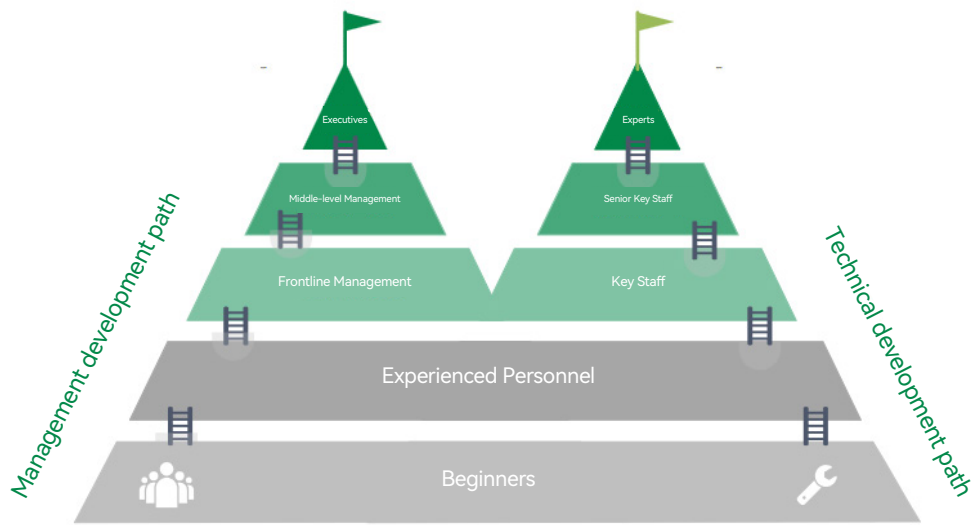 Executives
Experts
Middle-level Management
Senior Key Staff
Frontline Management
Key Staff
Experienced Personnel
Beginners
Management development path
Technical development path